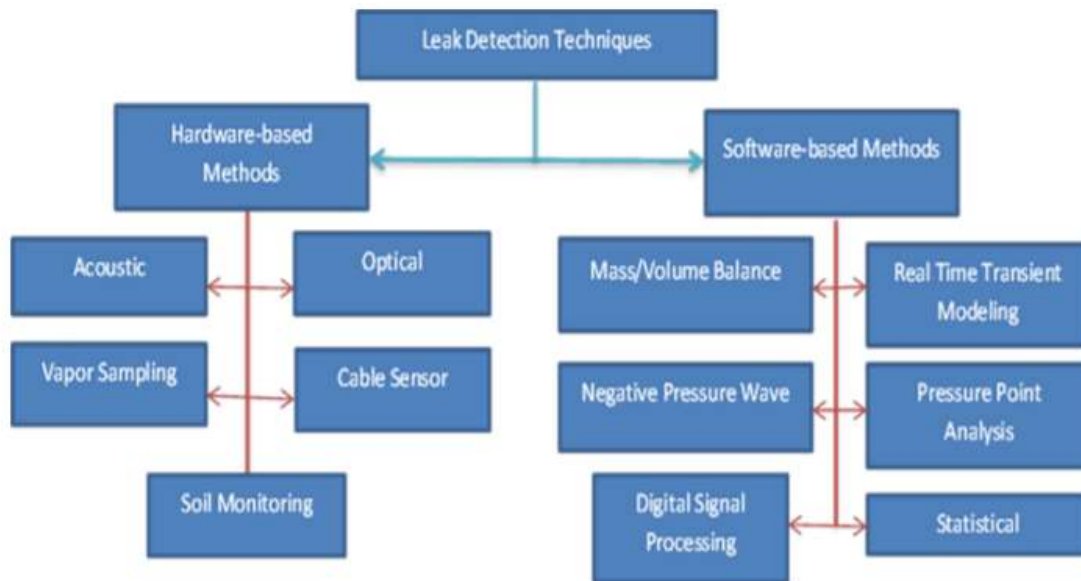 Leak Detection Techniques
Hardware-based
Methods
Software-based Methods
Acoustic
Optical
Vapor Sampling
Cable Sensor
Soil Monitoring
Mass/Volume Balance
Real Time Transient
Modeling
Negative Pressure Wave
Pressure Point
Analysis
Digital Signal
Processing
Statistical